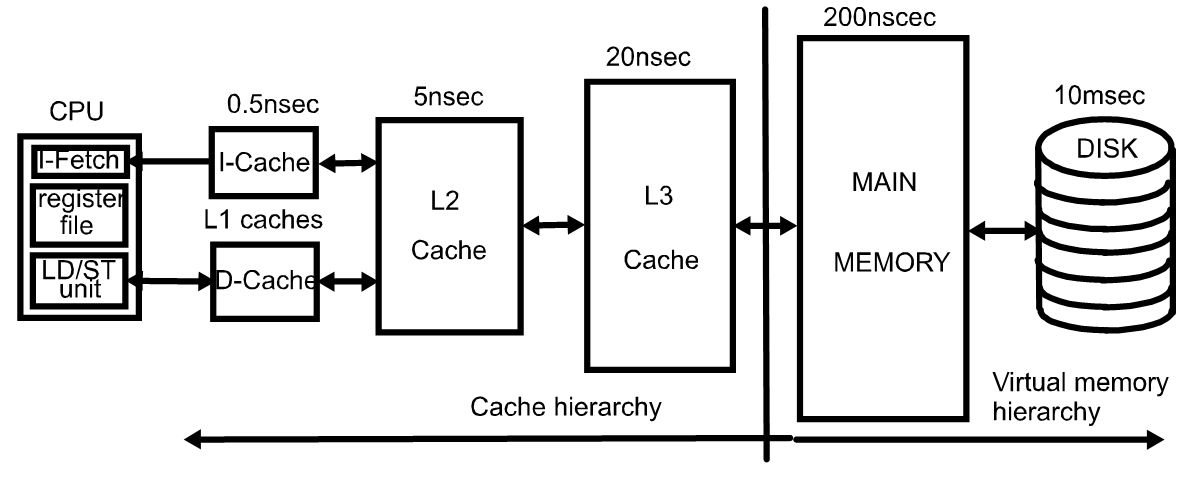 CPU
I-Fetch
register
file
LD/ST
unit
0.5nsec
I-Cache
L1 caches
D-Cache
5nsec
L2
Cache
20nsec
L3
Cache
200nscec
MAIN
MEMORY
10msec
DISK
Cache hierarchy
Virtual memory
hierarchy